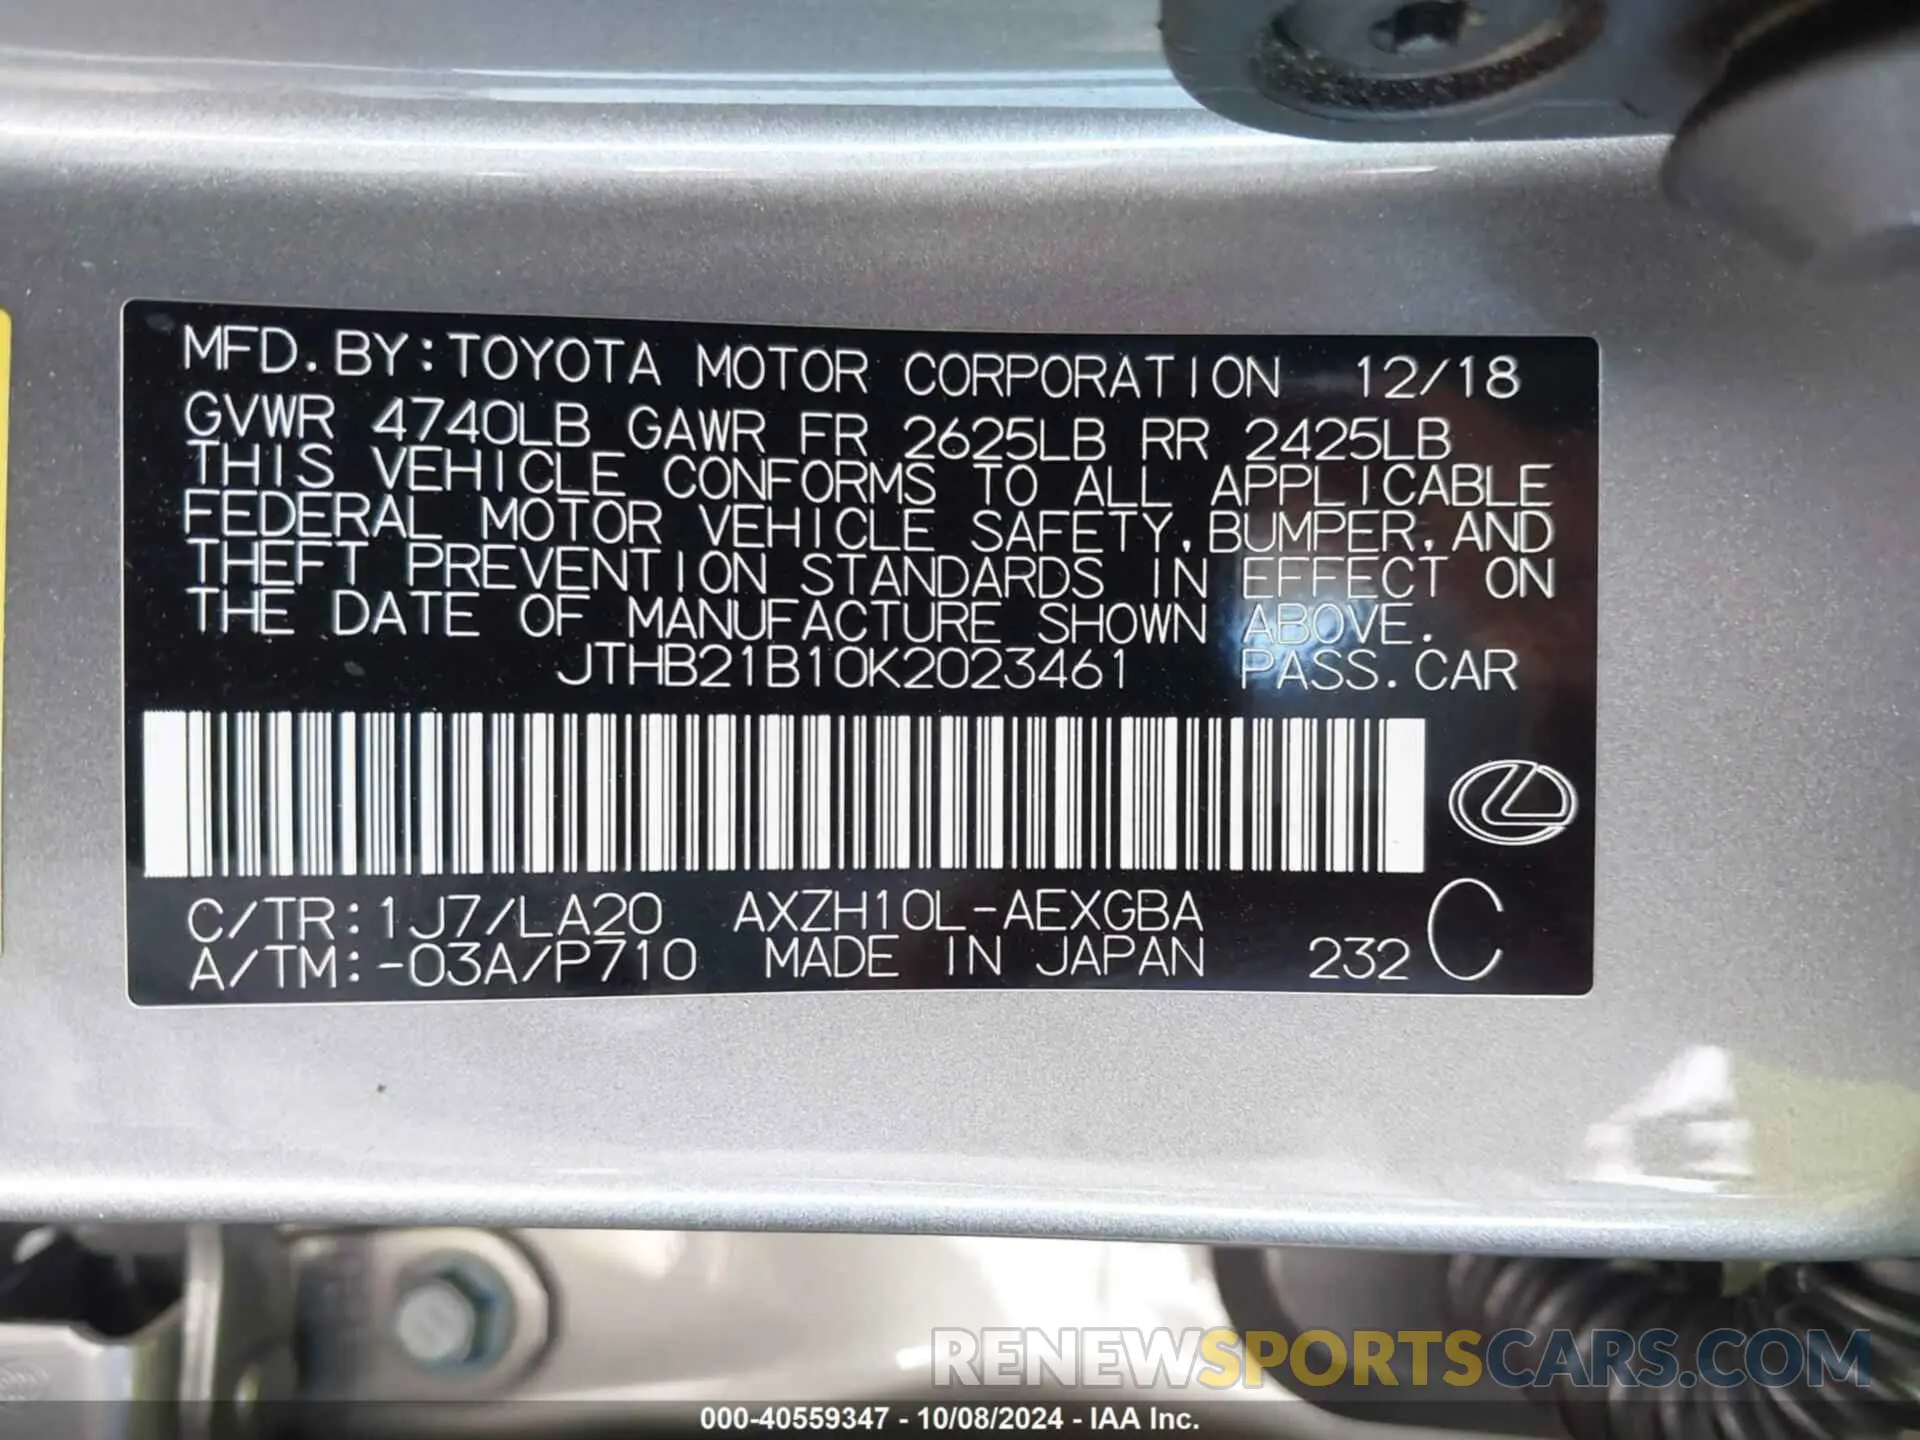 MFD.BY:TOYOTA MOTOR CORPORATION 12/18
GVWR 4740LB GAWR FR 2625LB RR 2425LB
THIS VEHICLE CONFORMS TO ALL APPLICABLE
FEDERAL MOTOR VEHICLE SAFETY,BUMPER,AND
THEFT PREVENTION STANDARDS IN EFFECT ON
THE DATE OF MANUFACTURE SHOWN ABOVE.
JTHB21B10K2023461 PASS.CAR
C/TR:1J7/LA20 AXZH10L-AEXGBA
A/TM:-03A/P710 MADE IN JAPAN 232 C
RENEWSPORTSCARS.COM
000-40559347 - 10/08/2024 - IAA Inc.